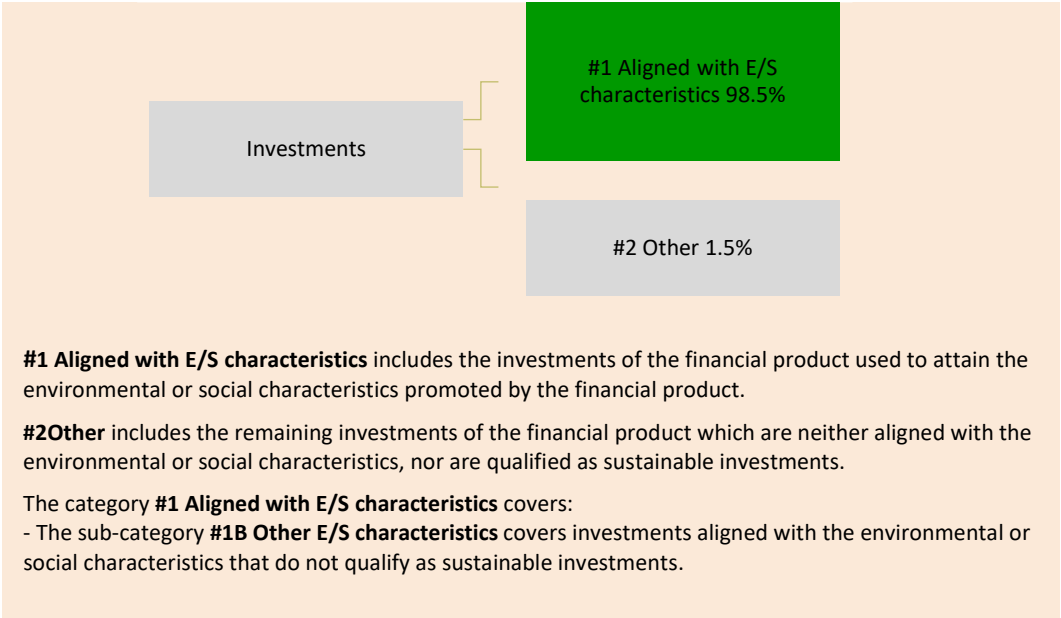 #1 Aligned with E/S
characteristics 98.5%
Investments
#2 Other 1.5%
#1 Aligned with E/S characteristics includes the investments of the financial product used to attain the
environmental or social characteristics promoted by the financial product.
#2Other includes the remaining investments of the financial product which are neither aligned with the
environmental or social characteristics, nor are qualified as sustainable investments.
The category #1 Aligned with E/S characteristics covers:
- The sub-category #1B Other E/S characteristics covers investments aligned with the environmental or
social characteristics that do not qualify as sustainable investments.